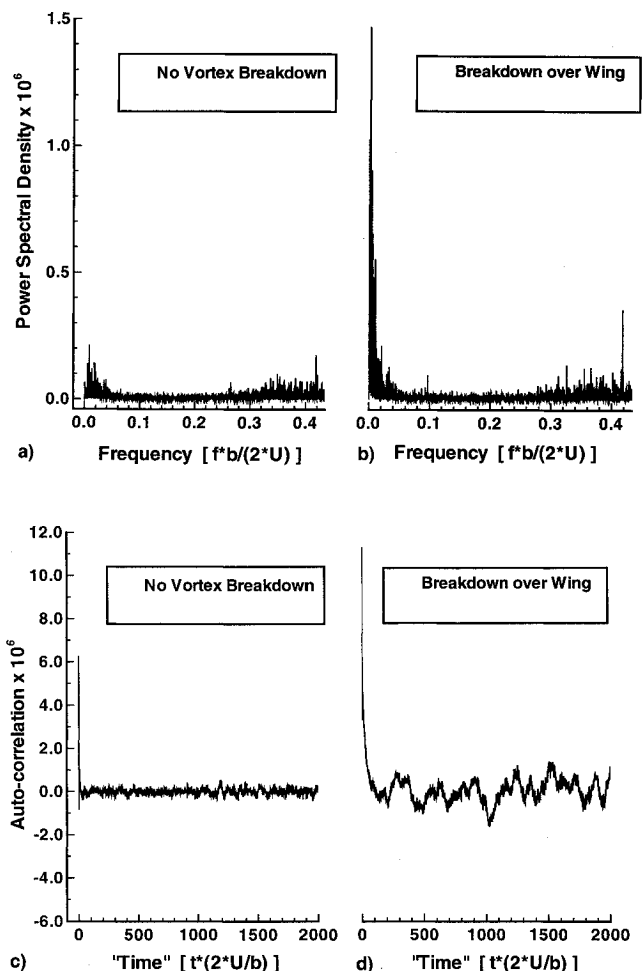 1.5
No Vortex Breakdown
Breakdown over Wing
Power Spectral Density x 10⁶
1.0
0.5
0.0
0.0 0.1 0.2 0.3 0.4
0.0 0.1 0.2 0.3 0.4
a) Frequency [ f*b/(2*U) ]
b) Frequency [ f*b/(2*U) ]
12.0
No Vortex Breakdown
Breakdown over Wing
10.0
8.0
6.0
Auto-correlation x 10⁶
4.0
2.0
0.0
-2.0
-4.0
-6.0
0 500 1000 1500 2000
0 500 1000 1500 2000
c) "Time" [ t*(2*U/b) ]
d) "Time" [ t*(2*U/b) ]